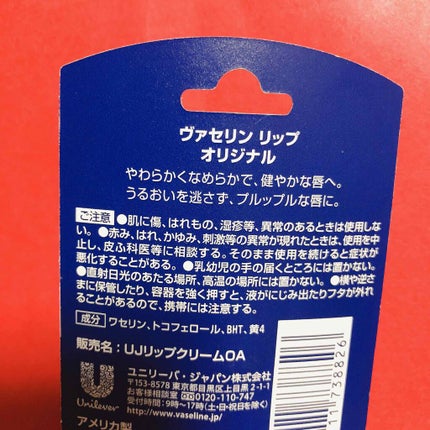 ヴァセリン リップ
オリジナル
やわらかくなめらかで、健やかな唇へ。
うるおいを逃さず、プルップルな唇に。
ご注意 ●肌に傷、はれもの、湿疹等、異常のあるときは使用しな
い。●赤み、はれ、かゆみ、刺激等の異常が現れたときは、使用を中
止し、皮ふ科医等に相談する。そのまま使用を続けると症状が
悪化することがある。●乳幼児の手の届くところには置かない。
●直射日光のあたる場所、高温の場所には置かない。●横や逆さ
まに保管したり、容器を強く押すと、液がにじみ出たりフタが外れ
ることがあるので、携帯には注意する。
成分 ワセリン、トコフェロール、BHT、黄4
販売名：UJリップクリームOA
ユニリーバ・ジャパン株式会社
〒153-8578 東京都目黒区上目黒2-1-1
お客様相談室 0120-110-747
受付時間：9時〜17時(土・日・祝日を除く)
http://www.vaseline.jp/
Unilever
アメリカ製
11738826